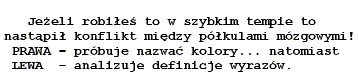 Jeżeli robiłeś to w szybkim tempie to
nastąpił konflikt między półkulami mózgowymi!
PRAWA - próbuje nazwać kolory... natomiast
LEWA - analizuje definicje wyrazów.